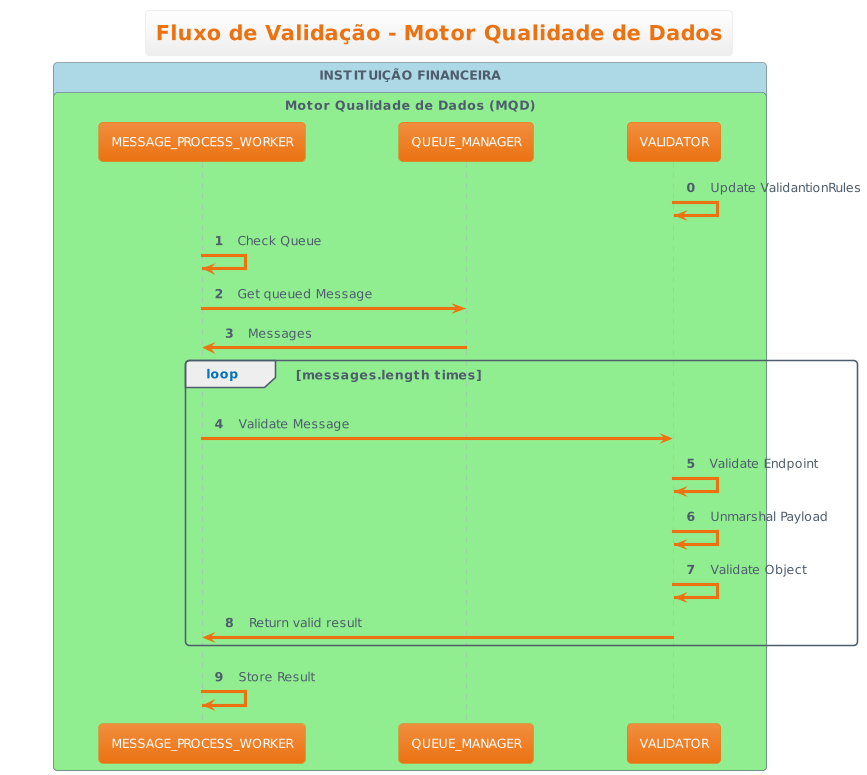 Fluxo de Validação - Motor Qualidade de Dados
INSTITUIÇÃO FINANCEIRA
Motor Qualidade de Dados (MQD)
MESSAGE_PROCESS_WORKER QUEUE_MANAGER VALIDATOR
0 Update ValidantionRules
1 Check Queue
2 Get queued Message
3 Messages
loop [messages.length times]
4 Validate Message
5 Validate Endpoint
6 Unmarshal Payload
7 Validate Object
8 Return valid result
9 Store Result
MESSAGE_PROCESS_WORKER QUEUE_MANAGER VALIDATOR